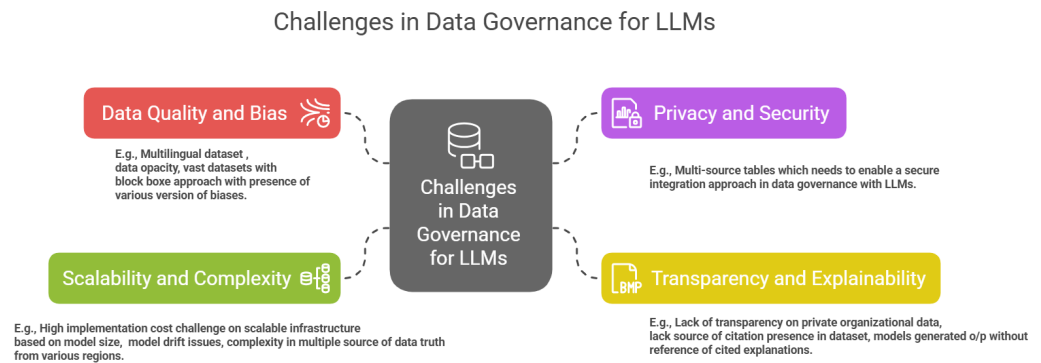 Challenges in Data Governance for LLMs
Data Quality and Bias
E.g., Multilingual dataset ,
data opacity, vast datasets with
block boxe approach with presence of
various version of biases.
Scalability and Complexity
E.g., High implementation cost challenge on scalable infrastructure
based on model size,  model drift issues, complexity in multiple source of data truth
from various regions.
Challenges
in Data
Governance
for LLMs
Privacy and Security
E.g., Multi-source tables which needs to enable a secure
integration approach in data governance with LLMs.
BMP
Transparency and Explainability
E.g., Lack of transparency on private organizational data,
lack source of citation presence in dataset, models generated o/p without
reference of cited explanations.